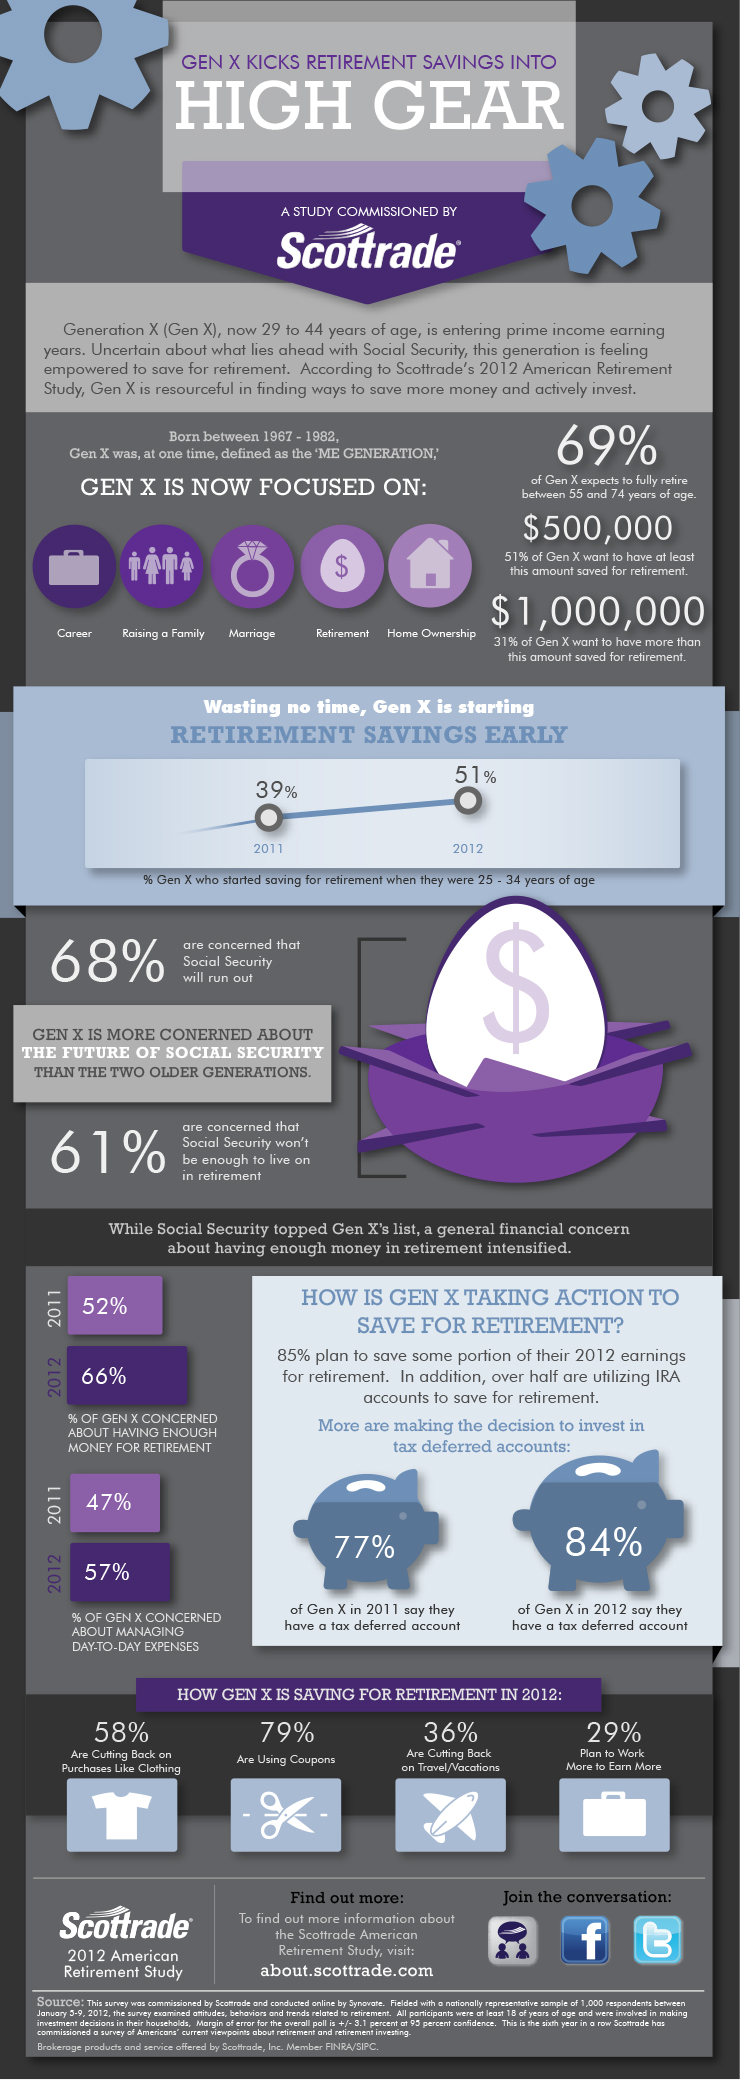 GEN X KICKS RETIREMENT SAVINGS INTO
HIGH GEAR
A STUDY COMMISSIONED BY
Scottrade®
Generation X (Gen X), now 29 to 44 years of age, is entering prime income earning
years. Uncertain about what lies ahead with Social Security, this generation is feeling
empowered to save for retirement. According to Scottrade's 2012 American Retirement
Study, Gen X is resourceful in finding ways to save more money and actively invest.
Born between 1967 - 1982,
Gen X was, at one time, defined as the 'ME GENERATION,'
GEN X IS NOW FOCUSED ON:
$
Career
Raising a Family
Marriage
Retirement
Home Ownership
69%
of Gen X expects to fully retire
between 55 and 74 years of age.
$500,000
51% of Gen X want to have at least
this amount saved for retirement.
$1,000,000
31% of Gen X want to have more than
this amount saved for retirement.
Wasting no time, Gen X is starting
RETIREMENT SAVINGS EARLY
39%
51%
2011
2012
% Gen X who started saving for retirement when they were 25 - 34 years of age
68%
are concerned that
Social Security
will run out
GEN X IS MORE CONERNED ABOUT
THE FUTURE OF SOCIAL SECURITY
THAN THE TWO OLDER GENERATIONS.
61%
are concerned that
Social Security won't
be enough to live on
in retirement
$
While Social Security topped Gen X's list, a general financial concern
about having enough money in retirement intensified.
2011
52%
2012
66%
% OF GEN X CONCERNED
ABOUT HAVING ENOUGH
MONEY FOR RETIREMENT
2011
47%
2012
57%
% OF GEN X CONCERNED
ABOUT MANAGING
DAY-TO-DAY EXPENSES
HOW IS GEN X TAKING ACTION TO
SAVE FOR RETIREMENT?
85% plan to save some portion of their 2012 earnings
for retirement. In addition, over half are utilizing IRA
accounts to save for retirement.
More are making the decision to invest in
tax deferred accounts:
77%
of Gen X in 2011 say they
have a tax deferred account
84%
of Gen X in 2012 say they
have a tax deferred account
HOW GEN X IS SAVING FOR RETIREMENT IN 2012:
58%
Are Cutting Back on
Purchases Like Clothing
79%
Are Using Coupons
36%
Are Cutting Back
on Travel/Vacations
29%
Plan to Work
More to Earn More
Scottrade®
2012 American
Retirement Study
Find out more:
To find out more information about
the Scottrade American
Retirement Study, visit:
about.scottrade.com
Join the conversation:
f
t
Source: This survey was commissioned by Scottrade and conducted online by Synovate. Fielded with a nationally representative sample of 1,000 respondents between
January 5-9, 2012, the survey examined attitudes, behaviors and trends related to retirement. All participants were at least 18 of years of age and were involved in making
investment decisions in their households, Margin of error for the overall poll is +/- 3.1 percent at 95 percent confidence. This is the sixth year in a row Scottrade has
commissioned a survey of Americans' current viewpoints about retirement and retirement investing.
Brokerage products and service offered by Scottrade, Inc. Member FINRA/SIPC.